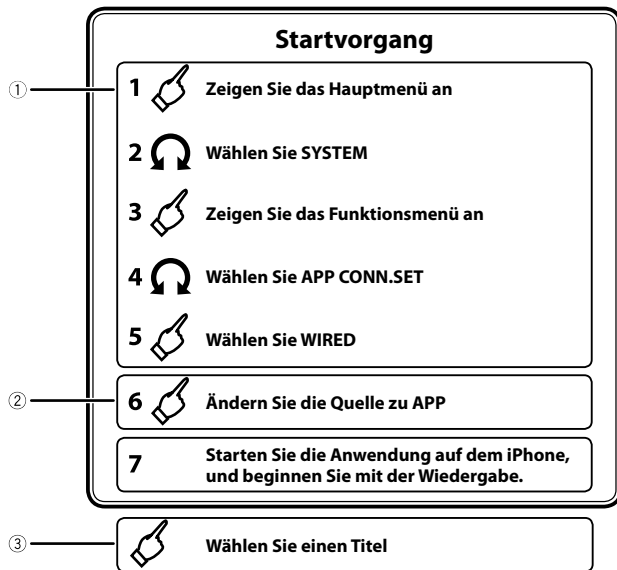 Startvorgang
① 1 Zeigen Sie das Hauptmenü an
2 Wählen Sie SYSTEM
3 Zeigen Sie das Funktionsmenü an
4 Wählen Sie APP CONN.SET
5 Wählen Sie WIRED
② 6 Ändern Sie die Quelle zu APP
7 Starten Sie die Anwendung auf dem iPhone,
und beginnen Sie mit der Wiedergabe.
③ Wählen Sie einen Titel